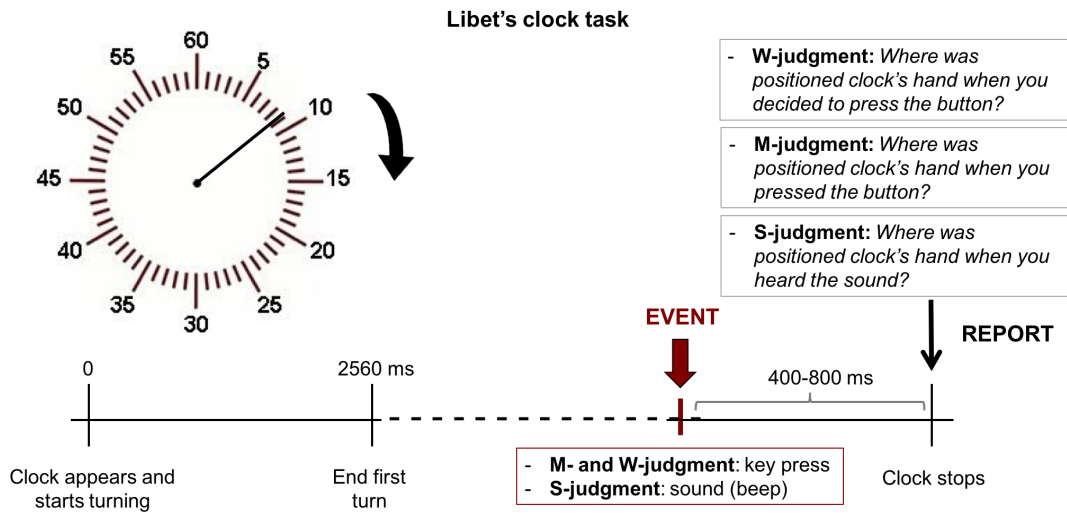 Libet's clock task
60
5
10
15
20
25
30
35
40
45
50
55
- W-judgment: Where was
positioned clock's hand when you
decided to press the button?
- M-judgment: Where was
positioned clock's hand when you
pressed the button?
- S-judgment: Where was
positioned clock's hand when you
heard the sound?
EVENT
REPORT
0
2560 ms
400-800 ms
Clock appears and
starts turning
End first
turn
- M- and W-judgment: key press
- S-judgment: sound (beep)
Clock stops